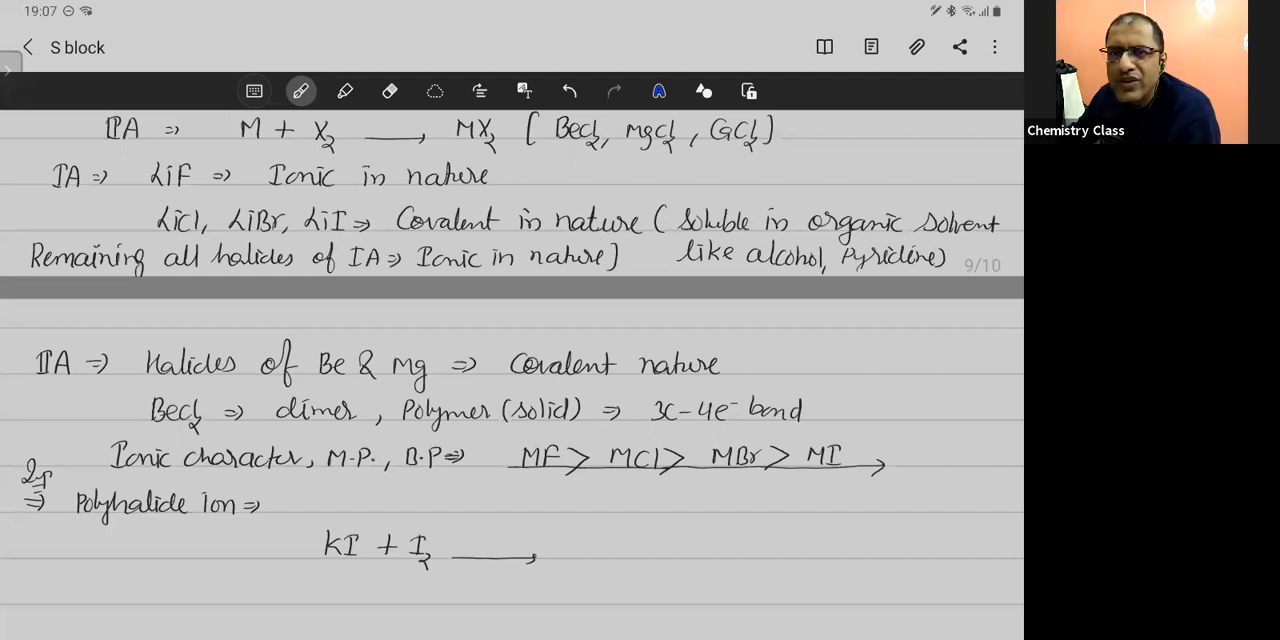 19:07
S block
Chemistry Class
IIA ⇒ M + X₂ ⟶ MX₂ [ BeCl₂, MgCl₂, CaCl₂ ]
IA ⇒ LiF ⇒ Ionic in nature
LiCl, LiBr, LiI ⇒ Covalent in nature ( Soluble in organic solvent
Remaining all halides of IA ⇒ Ionic in nature ] like alcohol, Pyridine)
9/10
IIA ⇒ Halides of Be & Mg ⇒ Covalent nature
BeCl₂ ⇒ dimer, Polymer (solid) ⇒ 3C-4e⁻ bond
Ionic character, M.P., B.P ⇒ MF > MCl > MBr > MI
⇒ Polyhalide ion ⇒
KI + I₂ ⟶